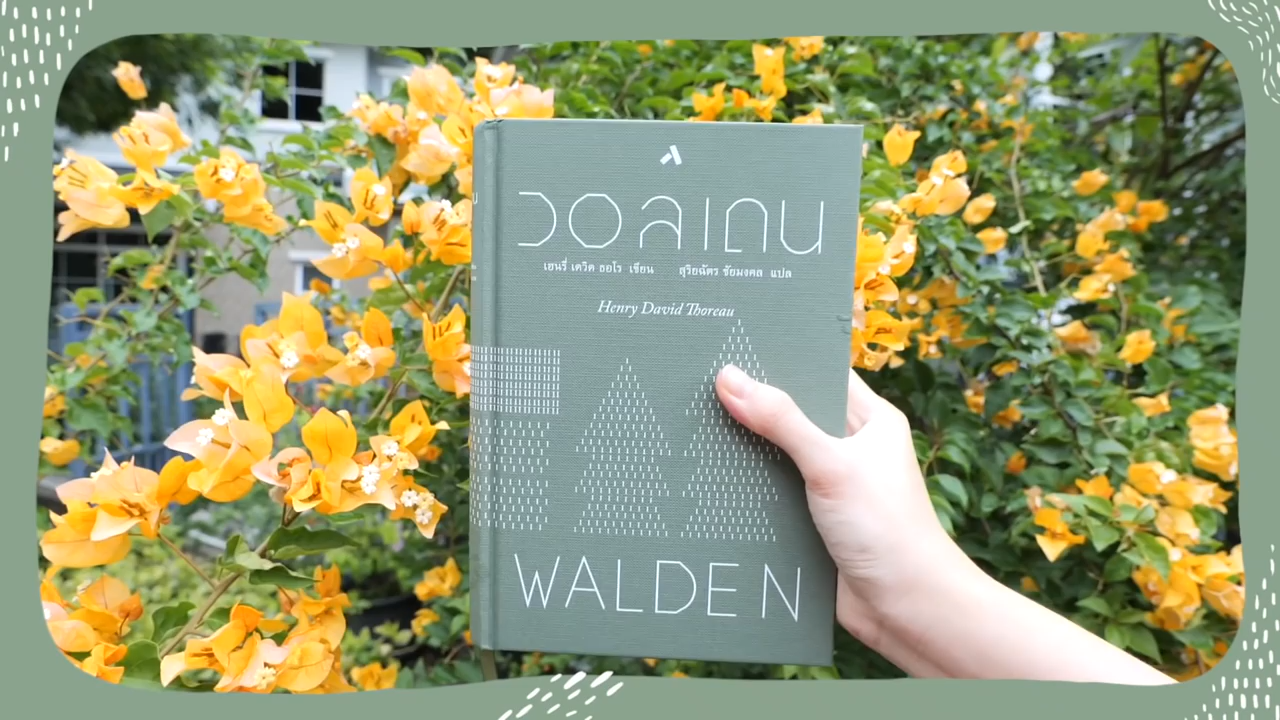 วอลเดน
เฮนรี่ เดวิด ธอโร เขียน สุริยฉัตร ชัยมงคล แปล
Henry David Thoreau
WALDEN